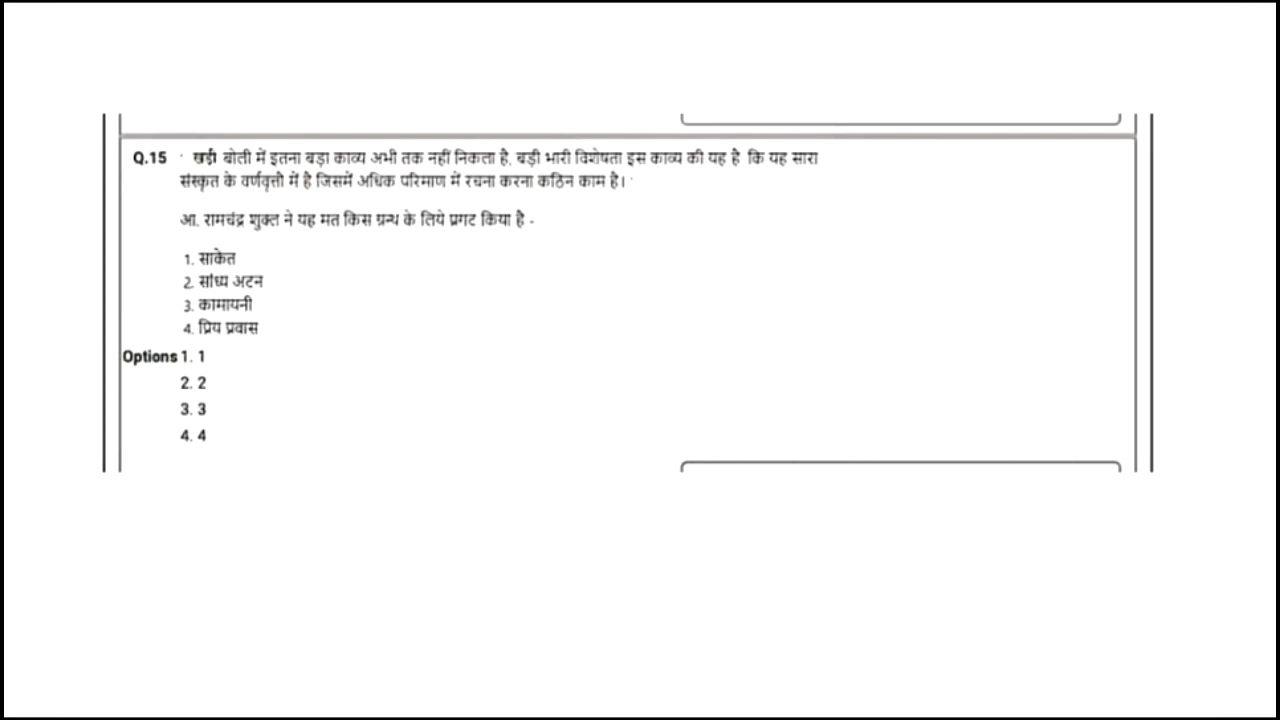 Q.15 ' खड़ी बोली में इतना बड़ा काव्य अभी तक नहीं निकला है, बड़ी भारी विशेषता इस काव्य की यह है कि यह सारा
संस्कृत के वर्णवृत्तो में है जिसमें अधिक परिमाण में रचना करना कठिन काम है। '
आ. रामचंद्र शुक्ल ने यह मत किस ग्रन्थ के लिये प्रगट किया है -
1. साकेत
2. सांध्य अटन
3. कामायनी
4. प्रिय प्रवास
Options 1. 1
2. 2
3. 3
4. 4